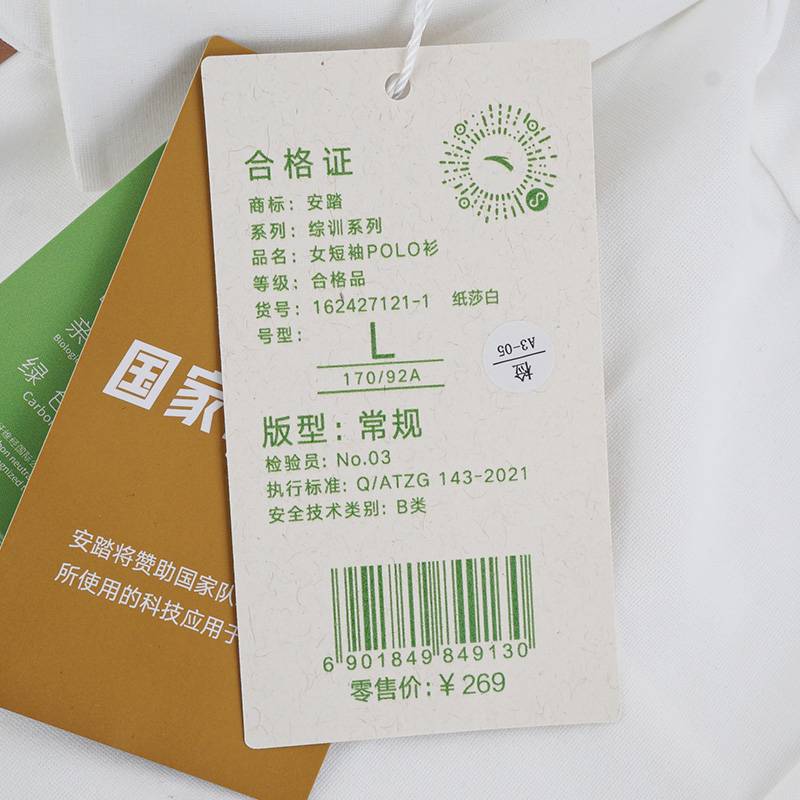 合格证
商标：安踏
系列：综训系列
品名：女短袖POLO衫
等级：合格品
货号：162427121-1 纸莎白
号型：
L
170/92A
检
A3-05
版型：常规
检验员：No.03
执行标准：Q/ATZG 143-2021
安全技术类别：B类
6 901849 849130
零售价：¥269
国家
安踏将赞助国家队
所使用的科技应用于
亲
绿色
Carbon